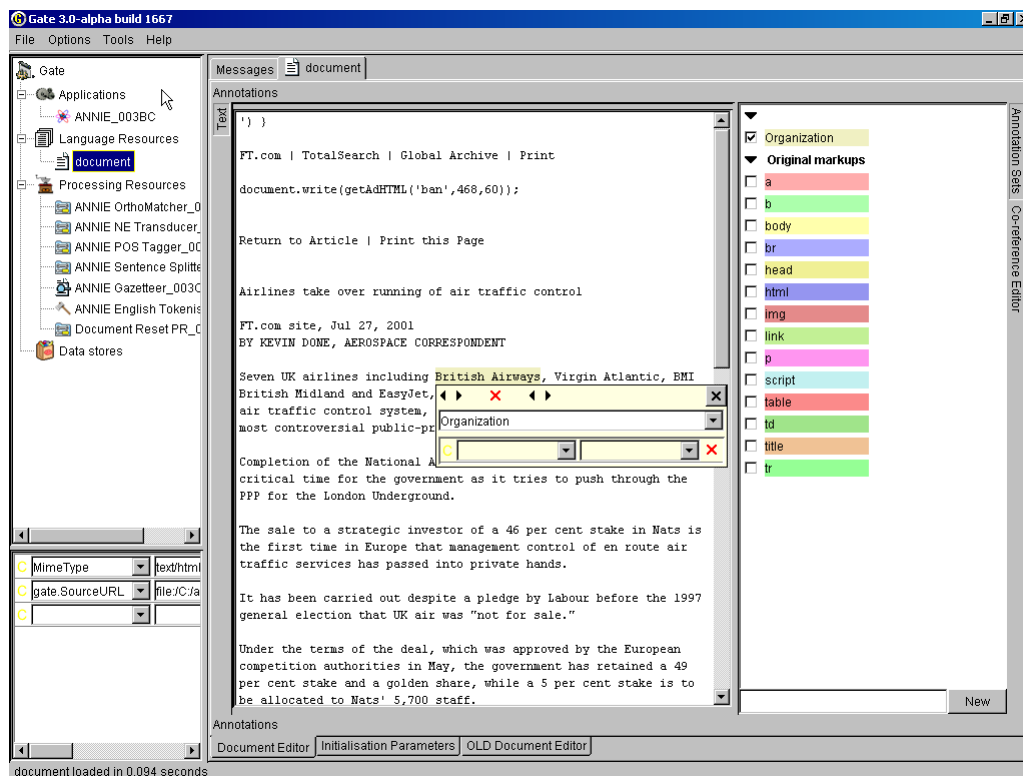 Gate 3.0-alpha build 1667
File Options Tools Help
Gate
Applications
ANNIE_003BC
Language Resources
document
Processing Resources
ANNIE OrthoMatcher_0
ANNIE NE Transducer_
ANNIE POS Tagger_00
ANNIE Sentence Splitte
ANNIE Gazetteer_003C
ANNIE English Tokenis
Document Reset PR_0
Data stores
C MimeType text/html
C gate.SourceURL file:/C:/a
C
Messages document
Annotations
Text
') }
FT.com | TotalSearch | Global Archive | Print
document.write(getAdHTML('ban',468,60));
Return to Article | Print this Page
Airlines take over running of air traffic control
FT.com site, Jul 27, 2001
BY KEVIN DONE, AEROSPACE CORRESPONDENT
Seven UK airlines including British Airways, Virgin Atlantic, BMI
British Midland and EasyJet,
air traffic control system,
most controversial public-pr
Organization
C
Completion of the National A
critical time for the government as it tries to push through the
PPP for the London Underground.
The sale to a strategic investor of a 46 per cent stake in Nats is
the first time in Europe that management control of en route air
traffic services has passed into private hands.
It has been carried out despite a pledge by Labour before the 1997
general election that UK air was "not for sale."
Under the terms of the deal, which was approved by the European
competition authorities in May, the government has retained a 49
per cent stake and a golden share, while a 5 per cent stake is to
be allocated to Nats' 5,700 staff.
Organization
Original markups
a
b
body
br
head
html
img
link
p
script
table
td
title
tr
New
Annotation Sets
Co-reference Editor
Annotations
Document Editor Initialisation Parameters OLD Document Editor
document loaded in 0.094 seconds